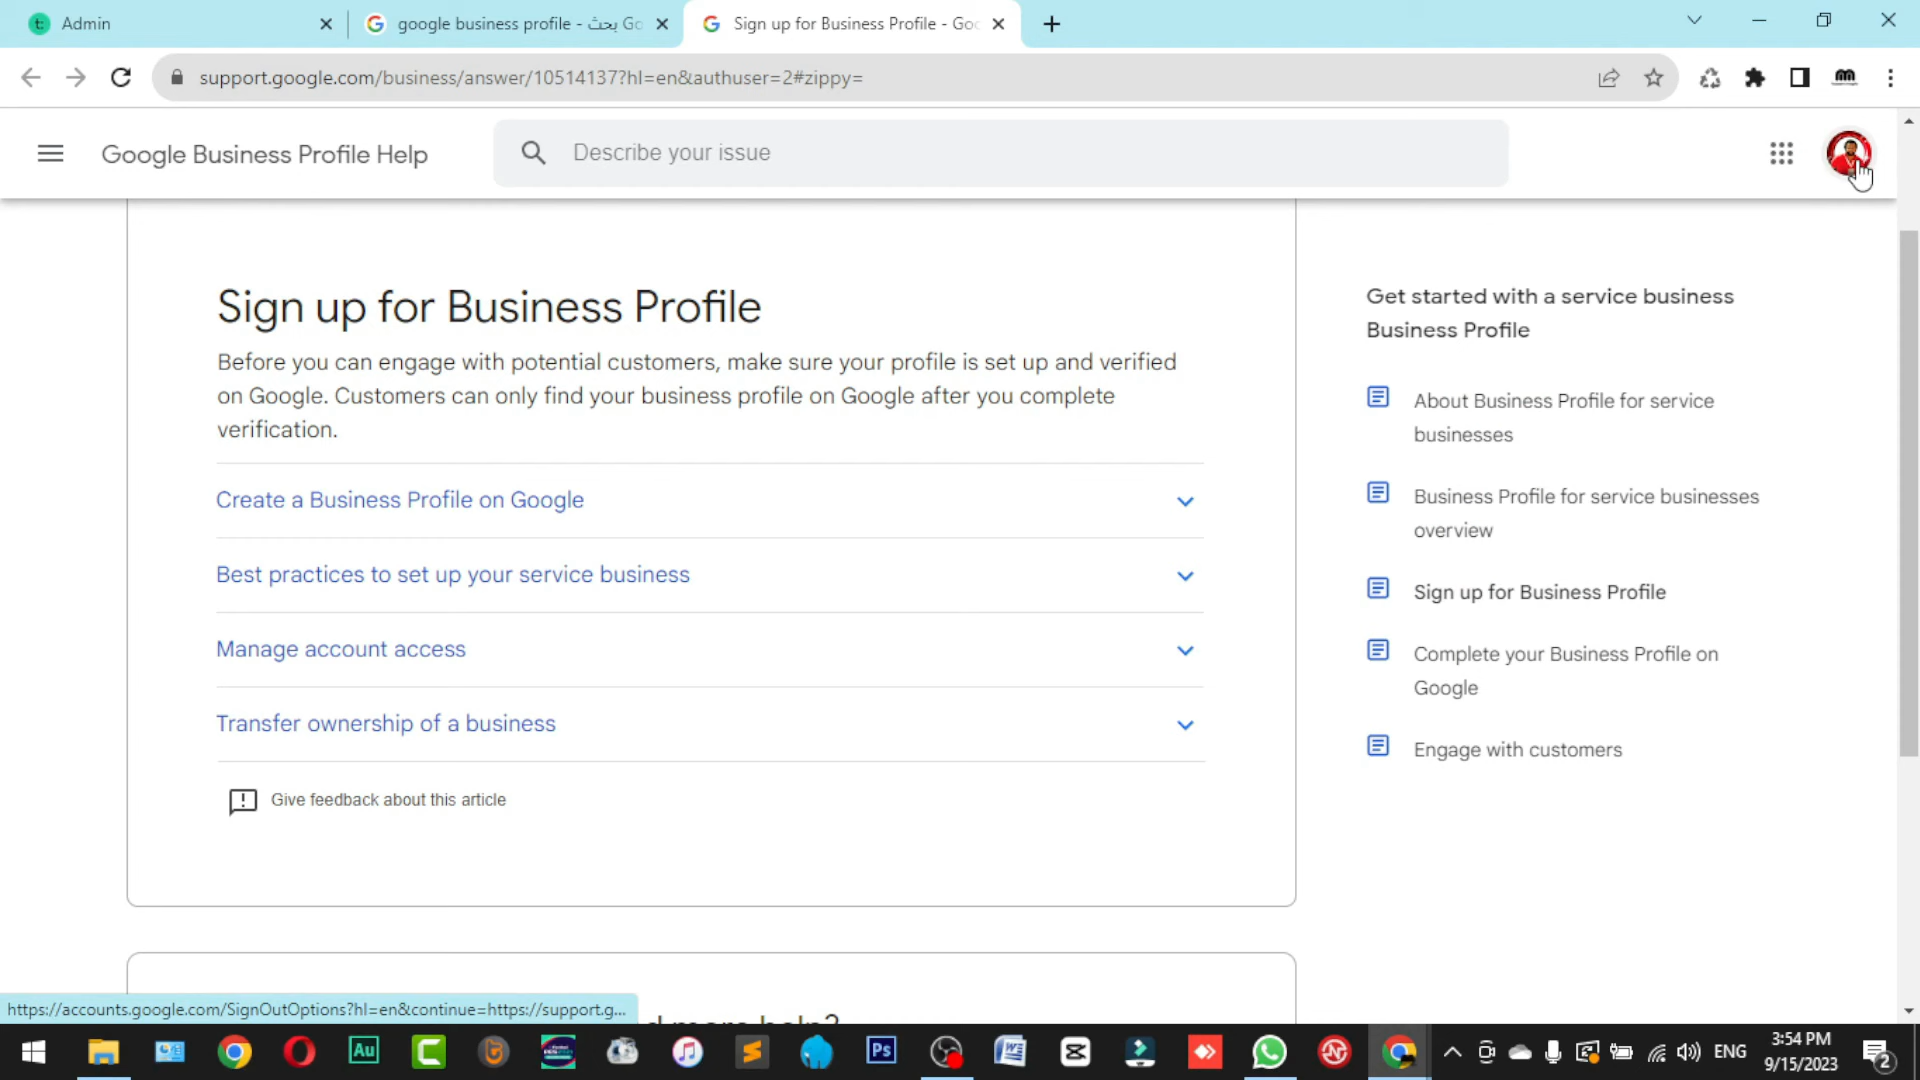 Admin
google business profile - بحث Go
Sign up for Business Profile - Goo
support.google.com/business/answer/10514137?hl=en&authuser=2#zippy=
Google Business Profile Help
Describe your issue
Sign up for Business Profile
Before you can engage with potential customers, make sure your profile is set up and verified
on Google. Customers can only find your business profile on Google after you complete
verification.
Create a Business Profile on Google
Best practices to set up your service business
Manage account access
Transfer ownership of a business
Give feedback about this article
Get started with a service business
Business Profile
About Business Profile for service
businesses
Business Profile for service businesses
overview
Sign up for Business Profile
Complete your Business Profile on
Google
Engage with customers
https://accounts.google.com/SignOutOptions?hl=en&continue=https://support.g...
d more help?
Au
Ps
ENG
3:54 PM
9/15/2023
2